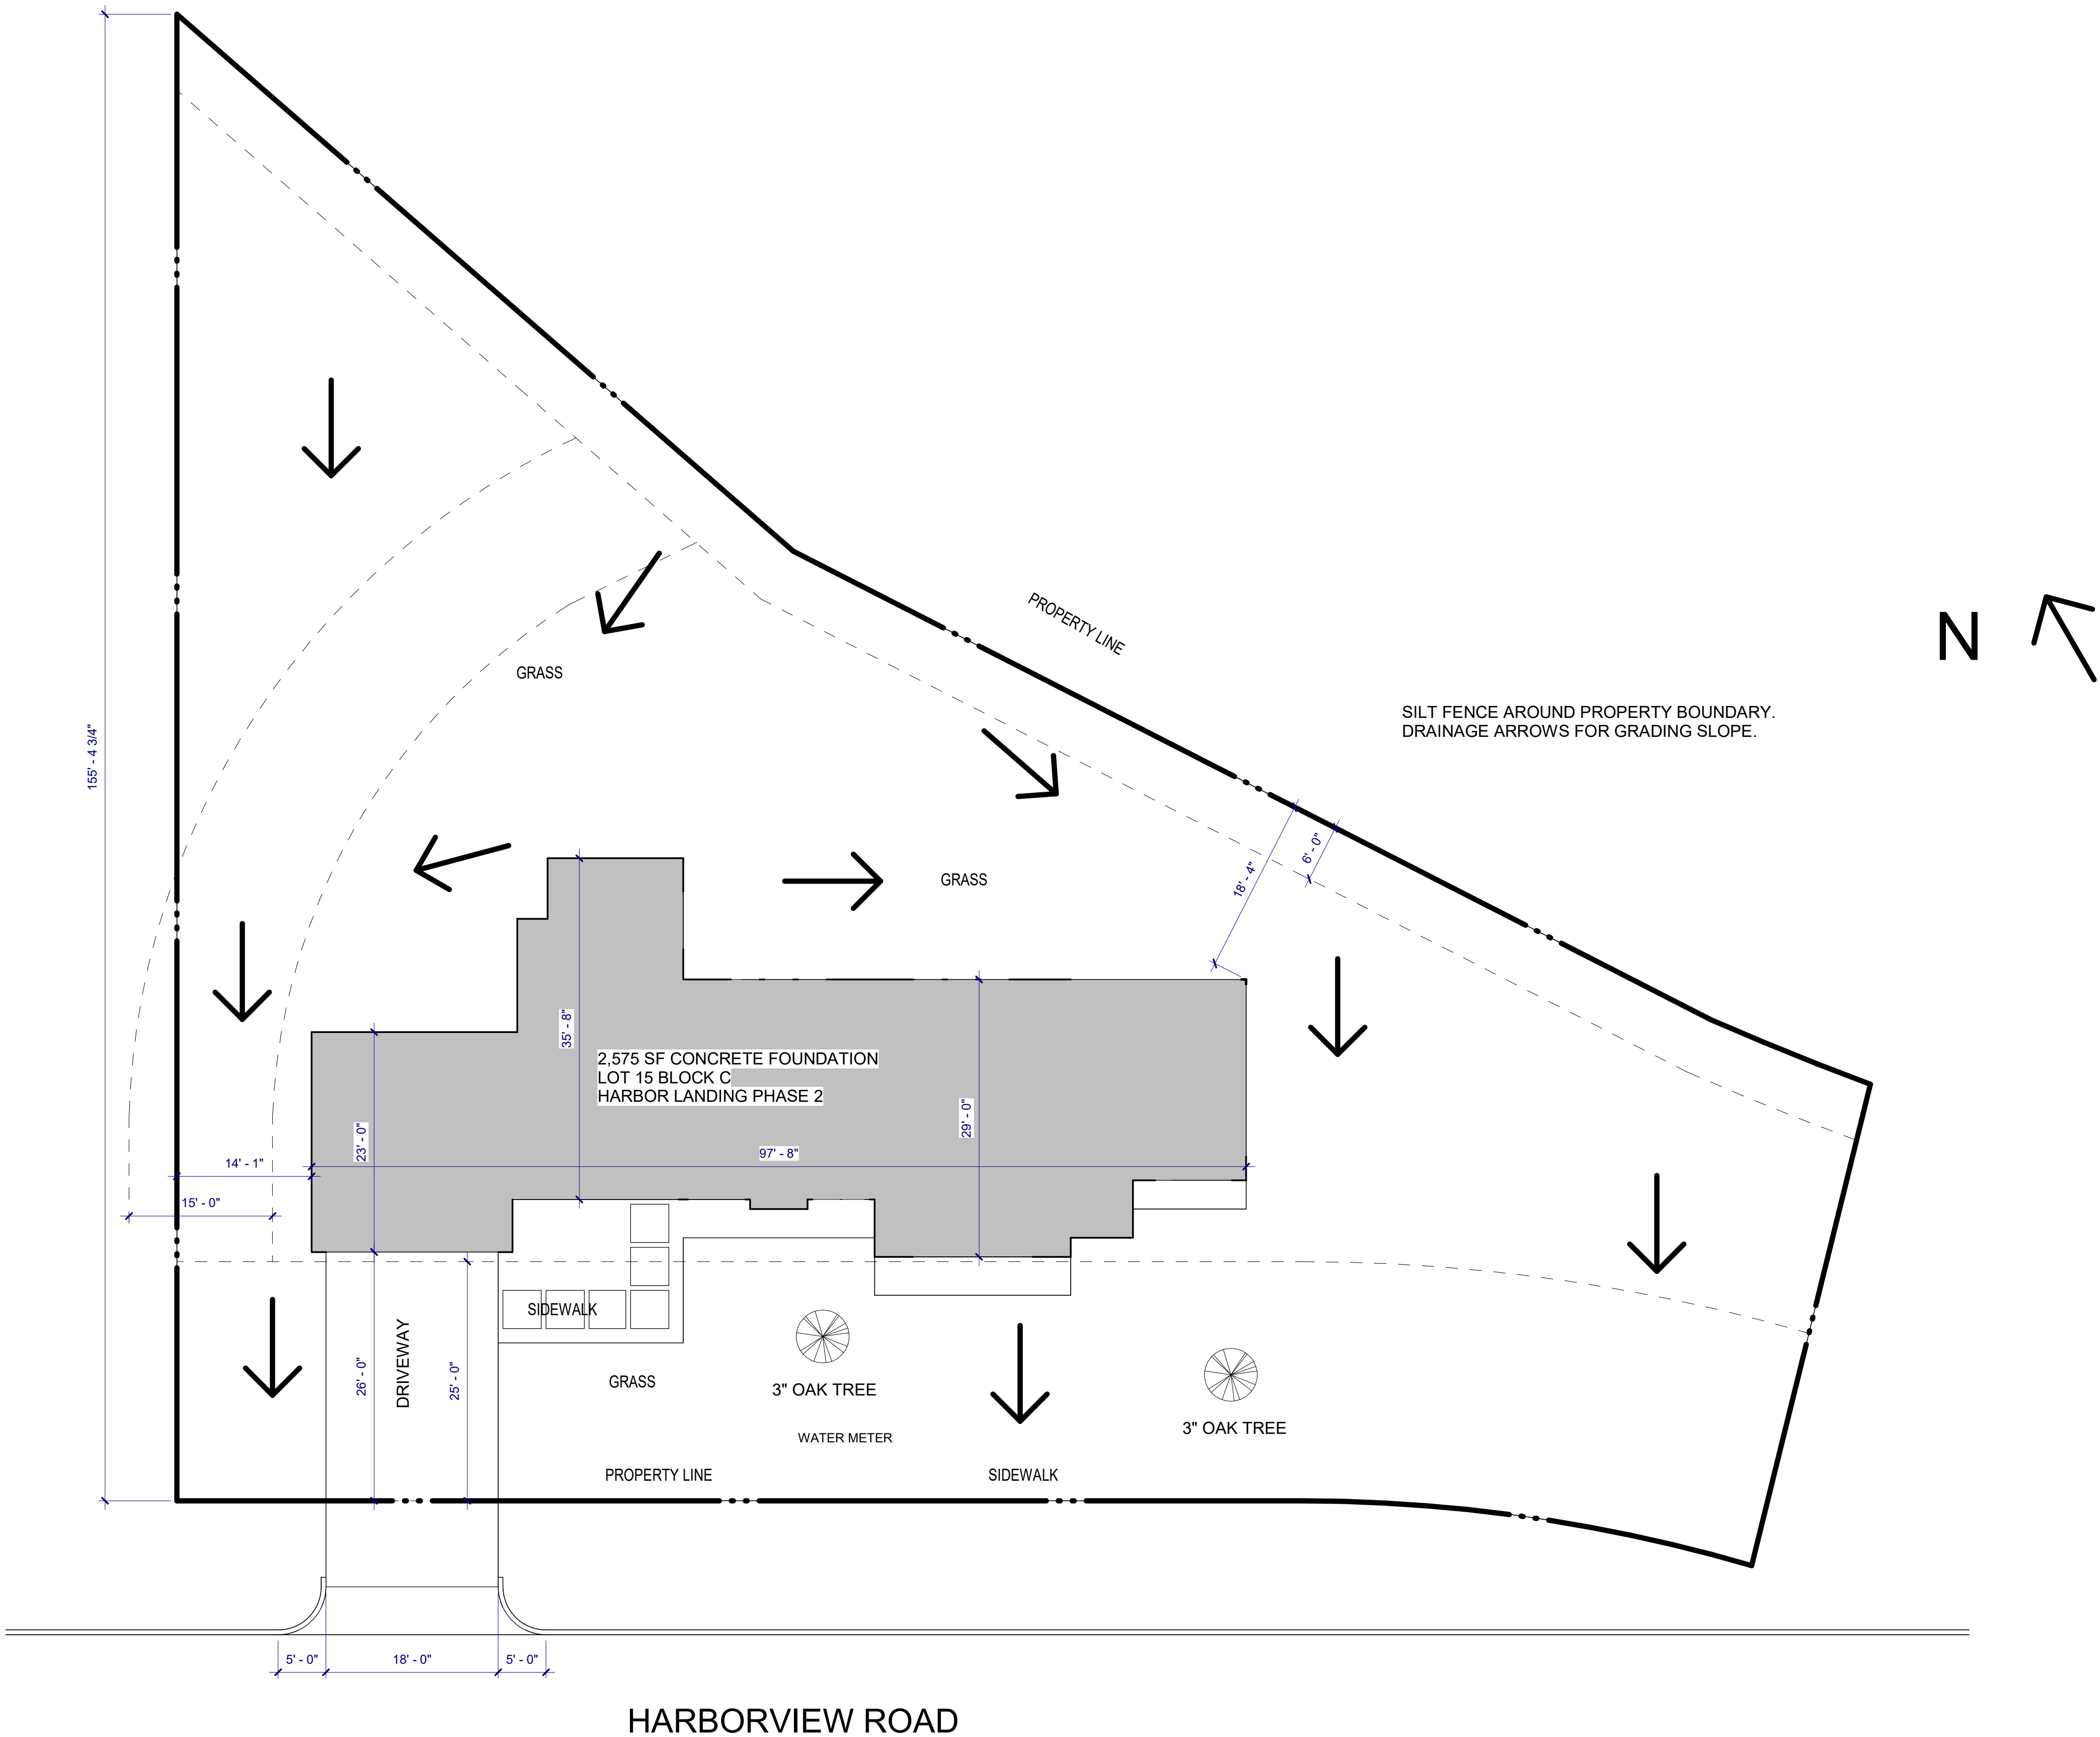 PROPERTY LINE
N
GRASS
SILT FENCE AROUND PROPERTY BOUNDARY.
DRAINAGE ARROWS FOR GRADING SLOPE.
155' - 4 3/4"
18' - 4"
6' - 0"
GRASS
35' - 8"
2,575 SF CONCRETE FOUNDATION
LOT 15 BLOCK C
HARBOR LANDING PHASE 2
29' - 0"
23' - 0"
97' - 8"
14' - 1"
15' - 0"
SIDEWALK
DRIVEWAY
26' - 0"
25' - 0"
GRASS
3" OAK TREE
3" OAK TREE
WATER METER
PROPERTY LINE
SIDEWALK
5' - 0"
18' - 0"
5' - 0"
HARBORVIEW ROAD